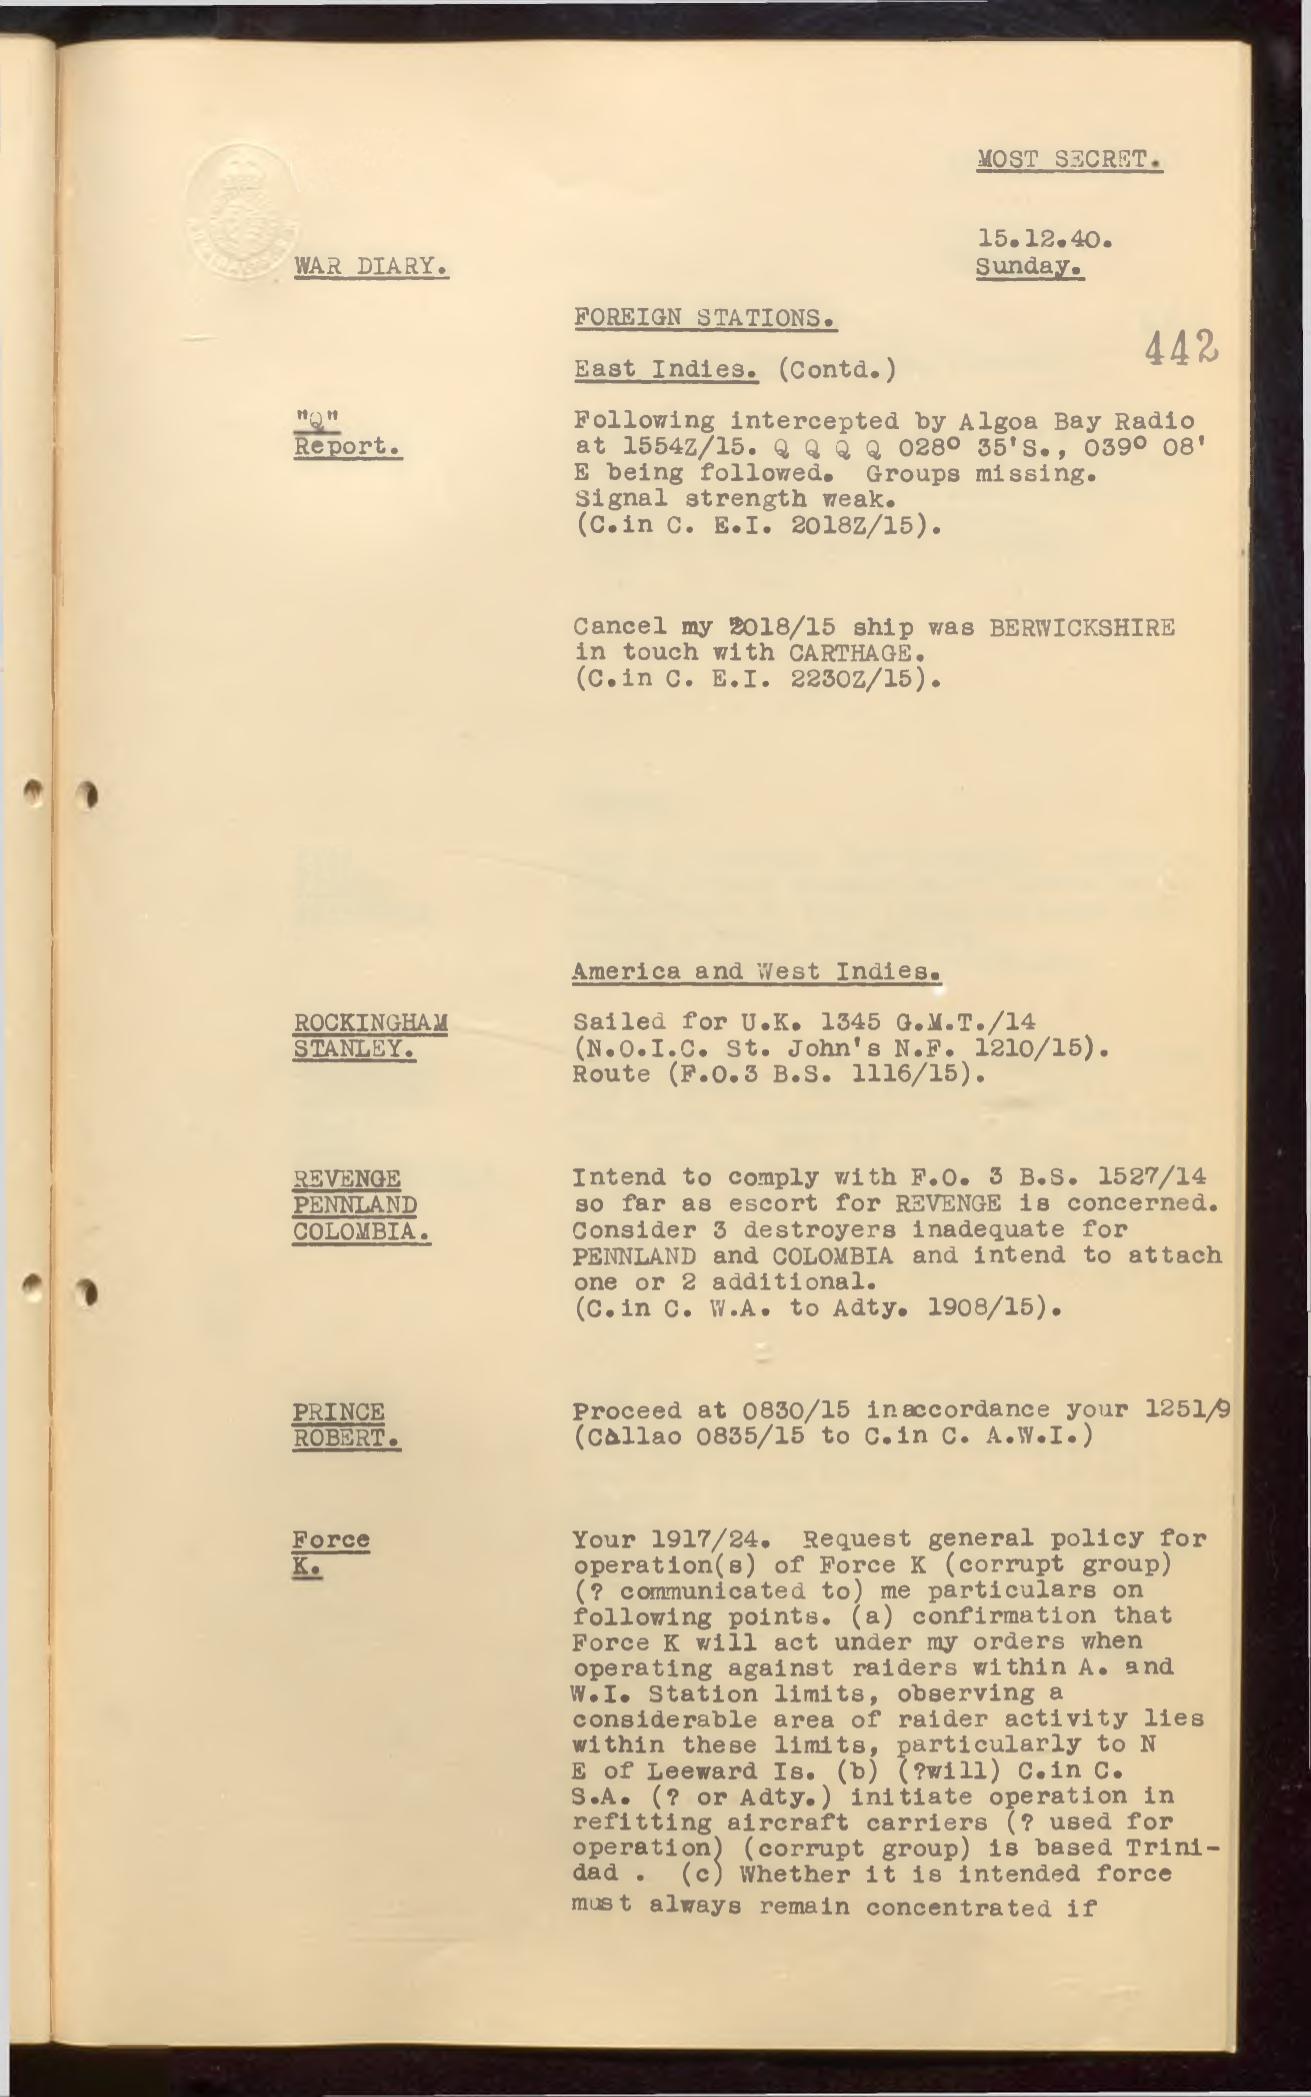 MOST SECRET.
15.12.40.
WAR DIARY.
Sunday.
FOREIGN STATIONS.
442
East Indies. (Contd.)
"Q"
Report.
Following intercepted by Algoa Bay Radio
at 1554Z/15. Q Q Q Q 028° 35'S., 039° 08'
E being followed. Groups missing.
Signal strength weak.
(C.in C. E.I. 2018Z/15).
Cancel my 2018/15 ship was BERWICKSHIRE
in touch with CARTHAGE.
(C.in C. E.I. 2230Z/15).
America and West Indies.
ROCKINGHAM
STANLEY.
Sailed for U.K. 1345 G.M.T./14
(N.O.I.C. St. John's N.F. 1210/15).
Route (F.O.3 B.S. 1116/15).
REVENGE
PENNLAND
COLOMBIA.
Intend to comply with F.O. 3 B.S. 1527/14
so far as escort for REVENGE is concerned.
Consider 3 destroyers inadequate for
PENNLAND and COLOMBIA and intend to attach
one or 2 additional.
(C.in C. W.A. to Adty. 1908/15).
PRINCE
ROBERT.
Proceed at 0830/15 inaccordance your 1251/9
(Callao 0835/15 to C.in C. A.W.I.)
Force
K.
Your 1917/24. Request general policy for
operation(s) of Force K (corrupt group)
(? communicated to) me particulars on
following points. (a) confirmation that
Force K will act under my orders when
operating against raiders within A. and
W.I. Station limits, observing a
considerable area of raider activity lies
within these limits, particularly to N
E of Leeward Is. (b) (?will) C.in C.
S.A. (? or Adty.) initiate operation in
refitting aircraft carriers (? used for
operation) (corrupt group) is based Trini-
dad . (c) Whether it is intended force
must always remain concentrated if